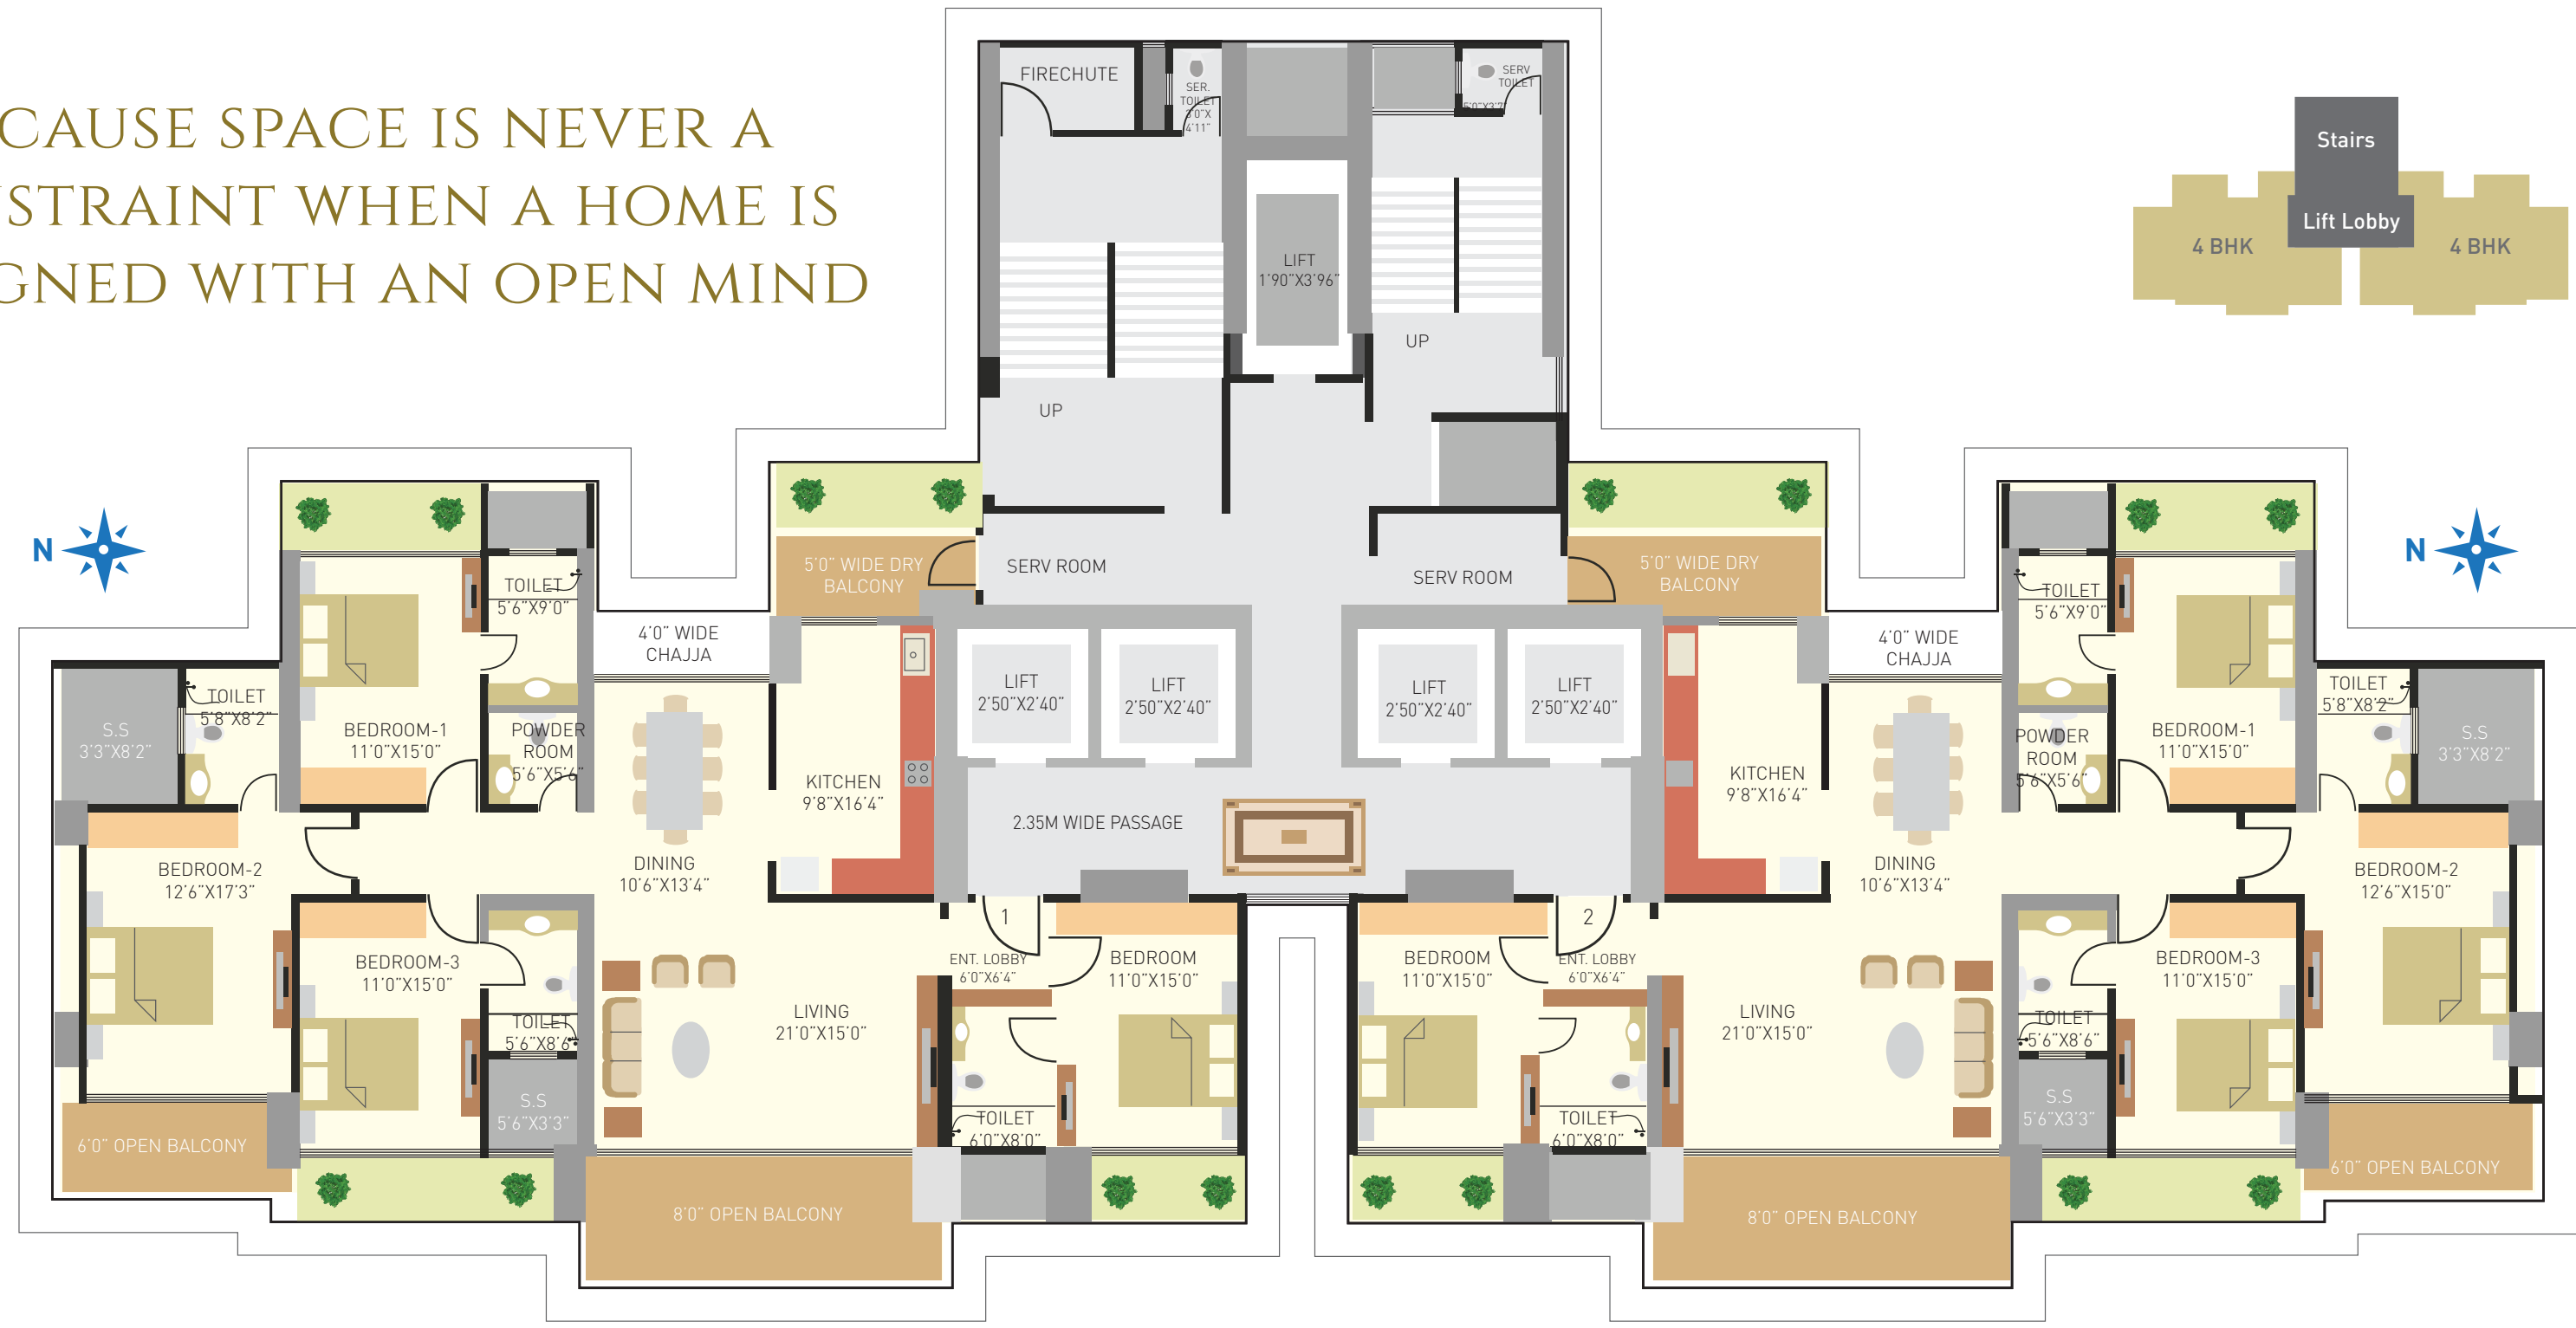 CAUSE SPACE IS NEVER A
STRAINT WHEN A HOME IS
GNED WITH AN OPEN MIND
Stairs
Lift Lobby
4 BHK
4 BHK
FIRECHUTE
SER.
TOILET
3'0"X
4'11"
SERV
TOILET
5'0"X3'7"
LIFT
1'90"X3'96"
UP
UP
N
N
5'0" WIDE DRY
BALCONY
SERV ROOM
SERV ROOM
5'0" WIDE DRY
BALCONY
TOILET
5'6"X9'0"
4'0" WIDE
CHAJJA
4'0" WIDE
CHAJJA
TOILET
5'6"X9'0"
S.S
3'3"X8'2"
TOILET
5'8"X8'2"
BEDROOM-1
11'0"X15'0"
POWDER
ROOM
5'6"X5'6"
LIFT
2'50"X2'40"
LIFT
2'50"X2'40"
LIFT
2'50"X2'40"
LIFT
2'50"X2'40"
POWDER
ROOM
5'6"X5'6"
BEDROOM-1
11'0"X15'0"
TOILET
5'8"X8'2"
S.S
3'3"X8'2"
KITCHEN
9'8"X16'4"
2.35M WIDE PASSAGE
KITCHEN
9'8"X16'4"
BEDROOM-2
12'6"X17'3"
DINING
10'6"X13'4"
DINING
10'6"X13'4"
BEDROOM-2
12'6"X15'0"
1
2
BEDROOM-3
11'0"X15'0"
ENT. LOBBY
6'0"X6'4"
BEDROOM
11'0"X15'0"
BEDROOM
11'0"X15'0"
ENT. LOBBY
6'0"X6'4"
BEDROOM-3
11'0"X15'0"
TOILET
5'6"X8'6"
LIVING
21'0"X15'0"
LIVING
21'0"X15'0"
TOILET
5'6"X8'6"
S.S
5'6"X3'3"
TOILET
6'0"X8'0"
TOILET
6'0"X8'0"
S.S
5'6"X3'3"
6'0" OPEN BALCONY
6'0" OPEN BALCONY
8'0" OPEN BALCONY
8'0" OPEN BALCONY